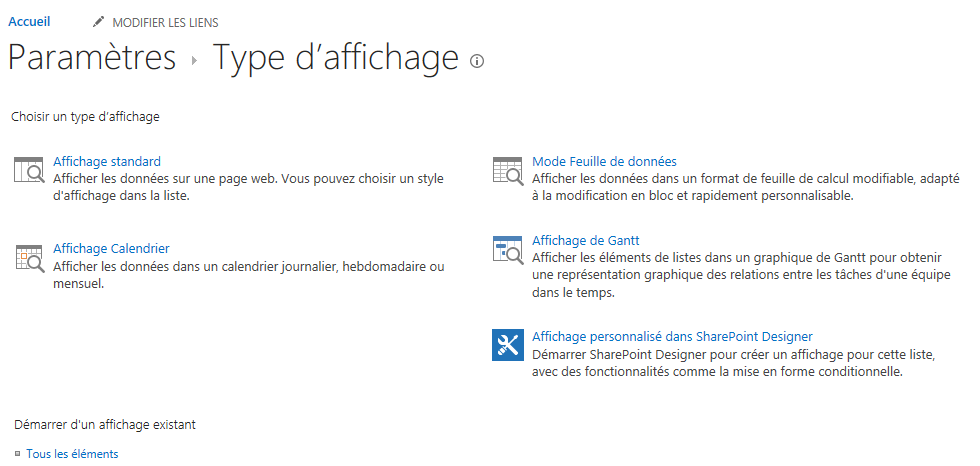 Accueil
MODIFIER LES LIENS
Paramètres ▸ Type d’affichage
Choisir un type d’affichage
Affichage standard
Afficher les données sur une page web. Vous pouvez choisir un style
d'affichage dans la liste.
Affichage Calendrier
Afficher les données dans un calendrier journalier, hebdomadaire ou
mensuel.
Mode Feuille de données
Afficher les données dans un format de feuille de calcul modifiable, adapté
à la modification en bloc et rapidement personnalisable.
Affichage de Gantt
Afficher les éléments de listes dans un graphique de Gantt pour obtenir
une représentation graphique des relations entre les tâches d'une équipe
dans le temps.
Affichage personnalisé dans SharePoint Designer
Démarrer SharePoint Designer pour créer un affichage pour cette liste,
avec des fonctionnalités comme la mise en forme conditionnelle.
Démarrer d'un affichage existant
Tous les éléments